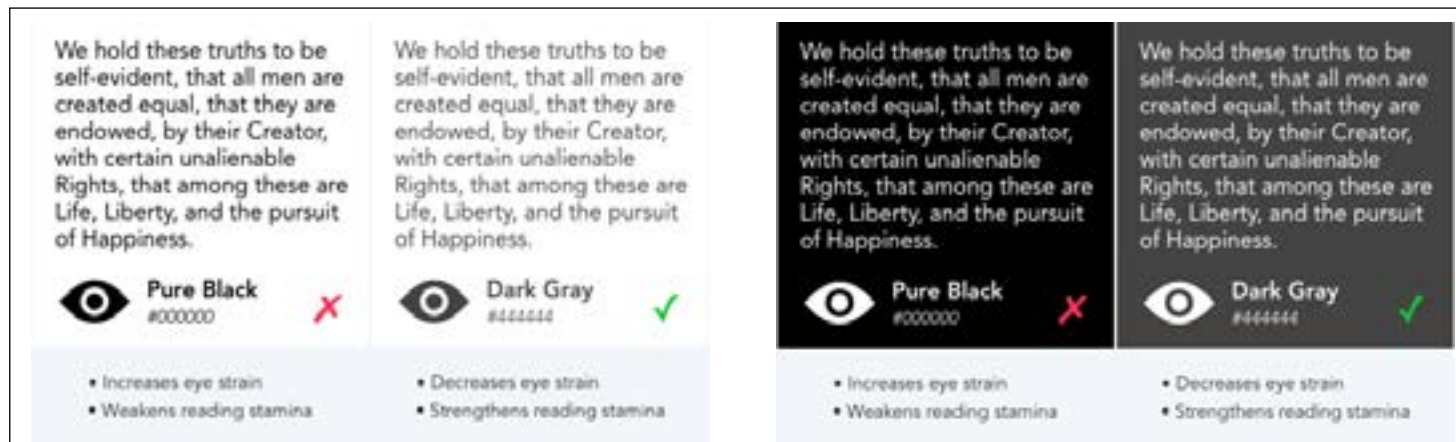 We hold these truths to be
self-evident, that all men are
created equal, that they are
endowed, by their Creator,
with certain unalienable
Rights, that among these are
Life, Liberty, and the pursuit
of Happiness.
Pure Black
#000000
• Increases eye strain
• Weakens reading stamina
We hold these truths to be
self-evident, that all men are
created equal, that they are
endowed, by their Creator,
with certain unalienable
Rights, that among these are
Life, Liberty, and the pursuit
of Happiness.
Dark Gray
#444444
• Decreases eye strain
• Strengthens reading stamina
We hold these truths to be
self-evident, that all men are
created equal, that they are
endowed, by their Creator,
with certain unalienable
Rights, that among these are
Life, Liberty, and the pursuit
of Happiness.
Pure Black
#000000
• Increases eye strain
• Weakens reading stamina
We hold these truths to be
self-evident, that all men are
created equal, that they are
endowed, by their Creator,
with certain unalienable
Rights, that among these are
Life, Liberty, and the pursuit
of Happiness.
Dark Gray
#444444
• Decreases eye strain
• Strengthens reading stamina